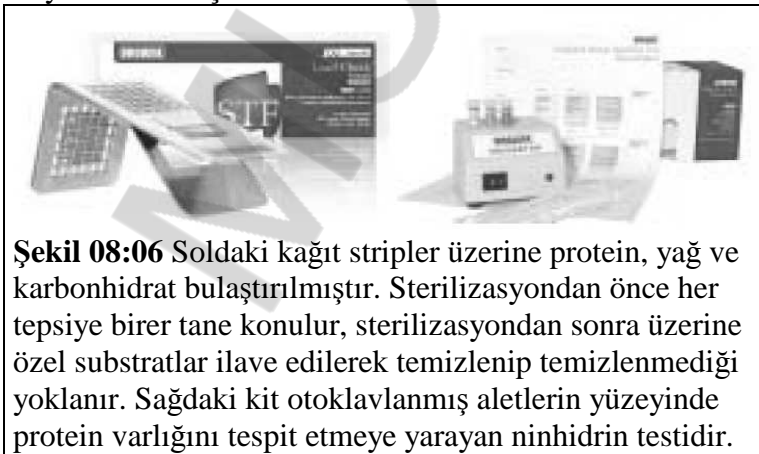 STE
Şekil 08:06 Soldaki kağıt stripler üzerine protein, yağ ve
karbonhidrat bulaştırılmıştır. Sterilizasyondan önce her
tepsiye birer tane konulur, sterilizasyondan sonra üzerine
özel substratlar ilave edilerek temizlenip temizlenmediği
yoklanır. Sağdaki kit otoklavlanmış aletlerin yüzeyinde
protein varlığını tespit etmeye yarayan ninhidrin testidir.